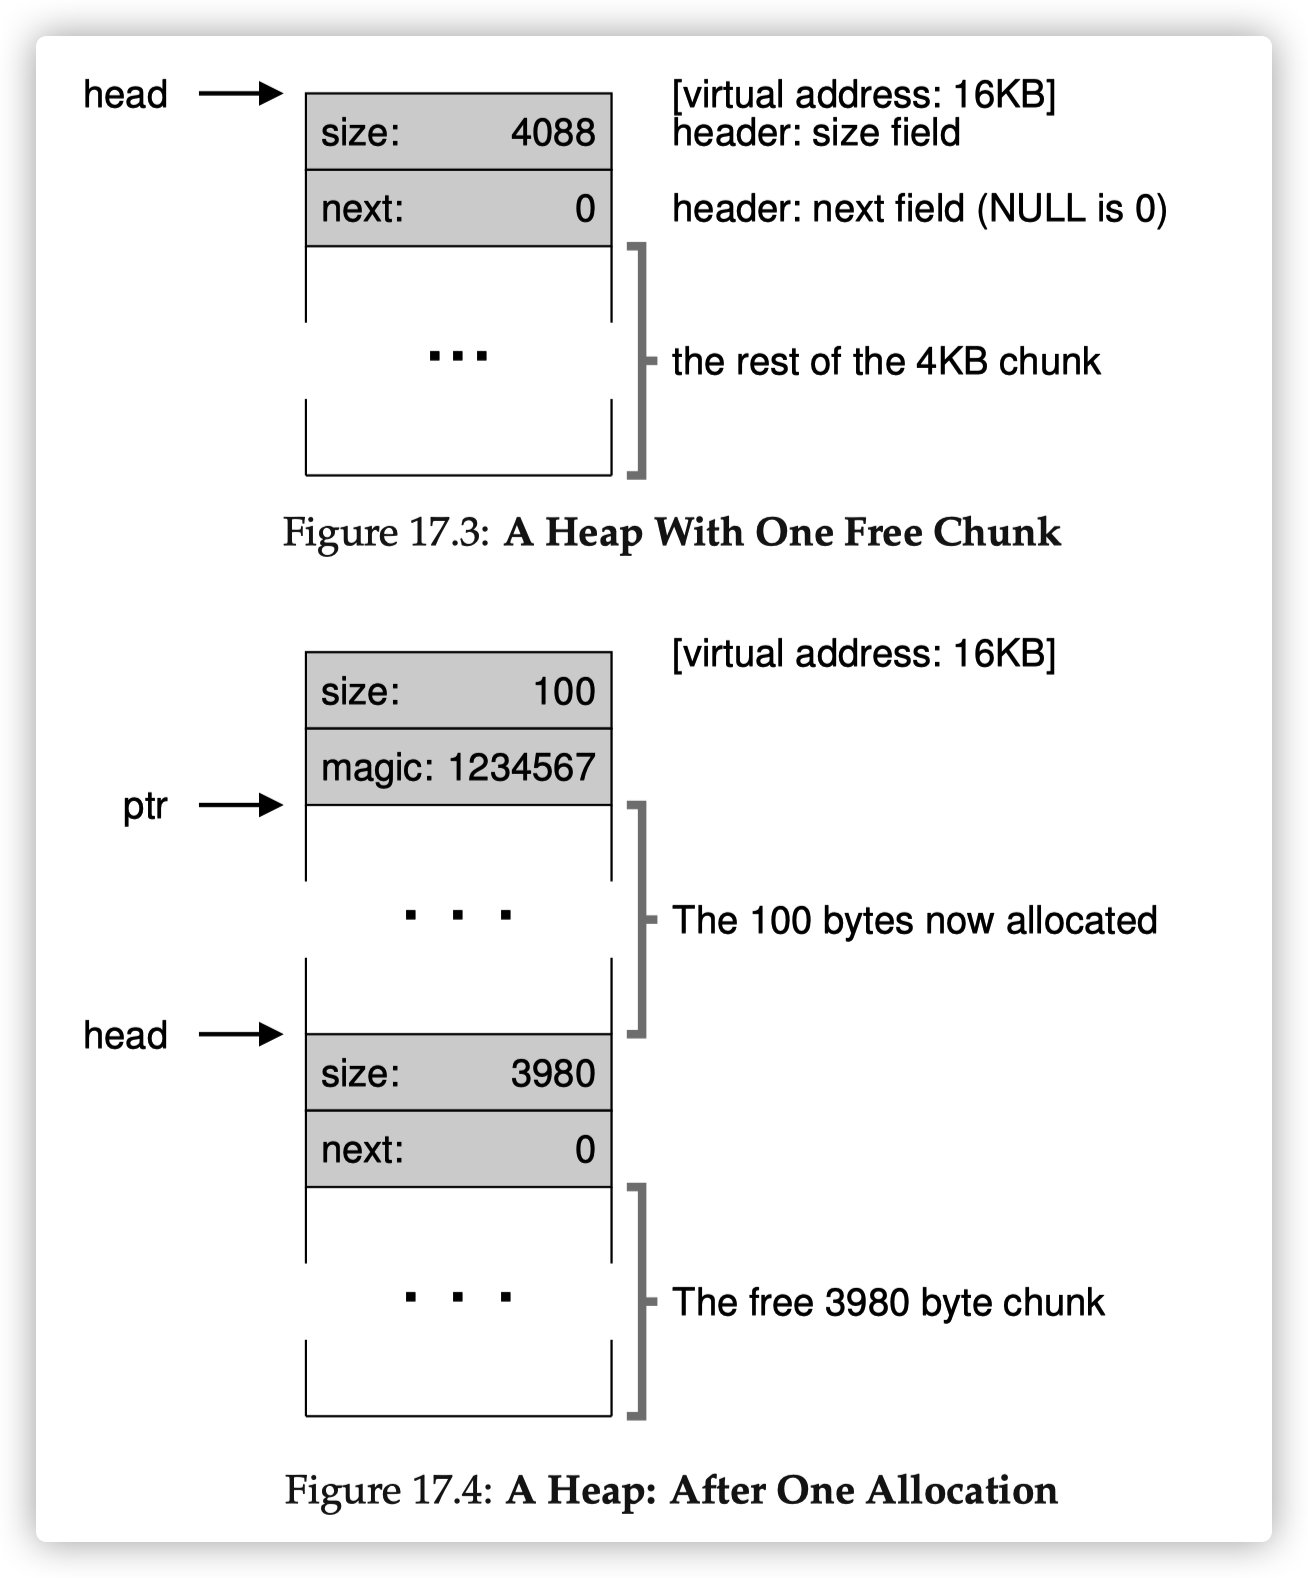 head
[virtual address: 16KB]
size: 4088
header: size field
next: 0
header: next field (NULL is 0)
...
the rest of the 4KB chunk
Figure 17.3: A Heap With One Free Chunk
[virtual address: 16KB]
size: 100
magic: 1234567
ptr
. . .
The 100 bytes now allocated
head
size: 3980
next: 0
. . .
The free 3980 byte chunk
Figure 17.4: A Heap: After One Allocation